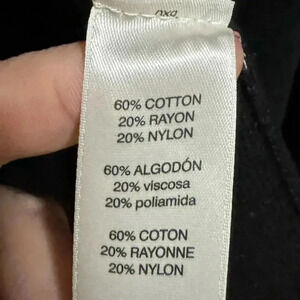 60% COTTON
20% RAYON
20% NYLON
60% ALGODÓN
20% viscosa
20% poliamida
60% COTON
20% RAYONNE
20% NYLON